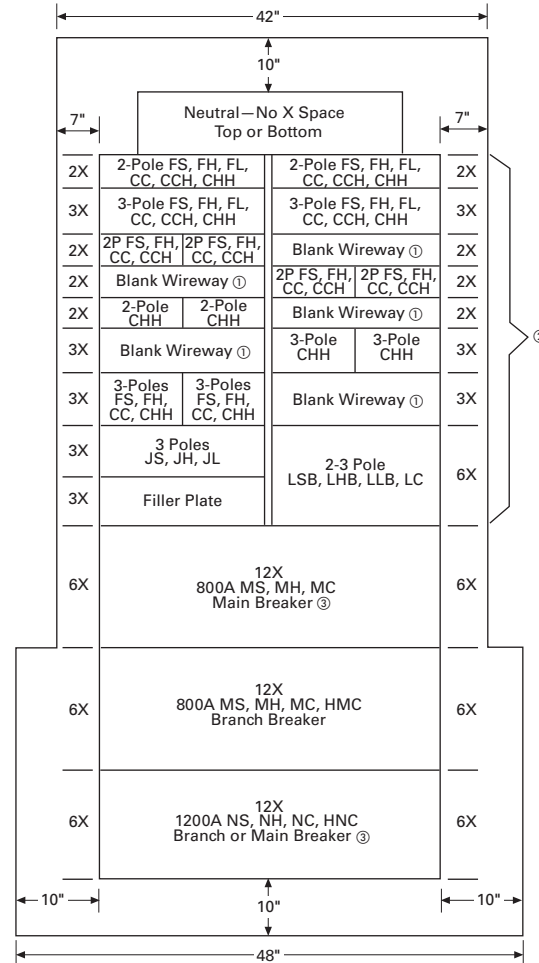 42"
10"
Neutral—No X Space
Top or Bottom
7"
7"
2X
2-Pole FS, FH, FL,
CC, CCH, CHH
2-Pole FS, FH, FL,
CC, CCH, CHH
2X
3X
3-Pole FS, FH, FL,
CC, CCH, CHH
3-Pole FS, FH, FL,
CC, CCH, CHH
3X
2X
2P FS, FH,
CC, CCH
2P FS, FH,
CC, CCH
Blank Wireway ①
2X
2X
Blank Wireway ①
2P FS, FH,
CC, CCH
2P FS, FH,
CC, CCH
2X
2X
2-Pole
CHH
2-Pole
CHH
Blank Wireway ①
2X
3X
Blank Wireway ①
3-Pole
CHH
3-Pole
CHH
3X
3X
3-Poles
FS, FH,
CC, CHH
3-Poles
FS, FH,
CC, CHH
Blank Wireway ①
3X
3X
3 Poles
JS, JH, JL
2-3 Pole
LSB, LHB, LLB, LC
6X
3X
Filler Plate
6X
12X
800A MS, MH, MC
Main Breaker ③
6X
6X
12X
800A MS, MH, MC, HMC
Branch Breaker
6X
6X
12X
1200A NS, NH, NC, HNC
Branch or Main Breaker ③
6X
10"
10"
10"
48"